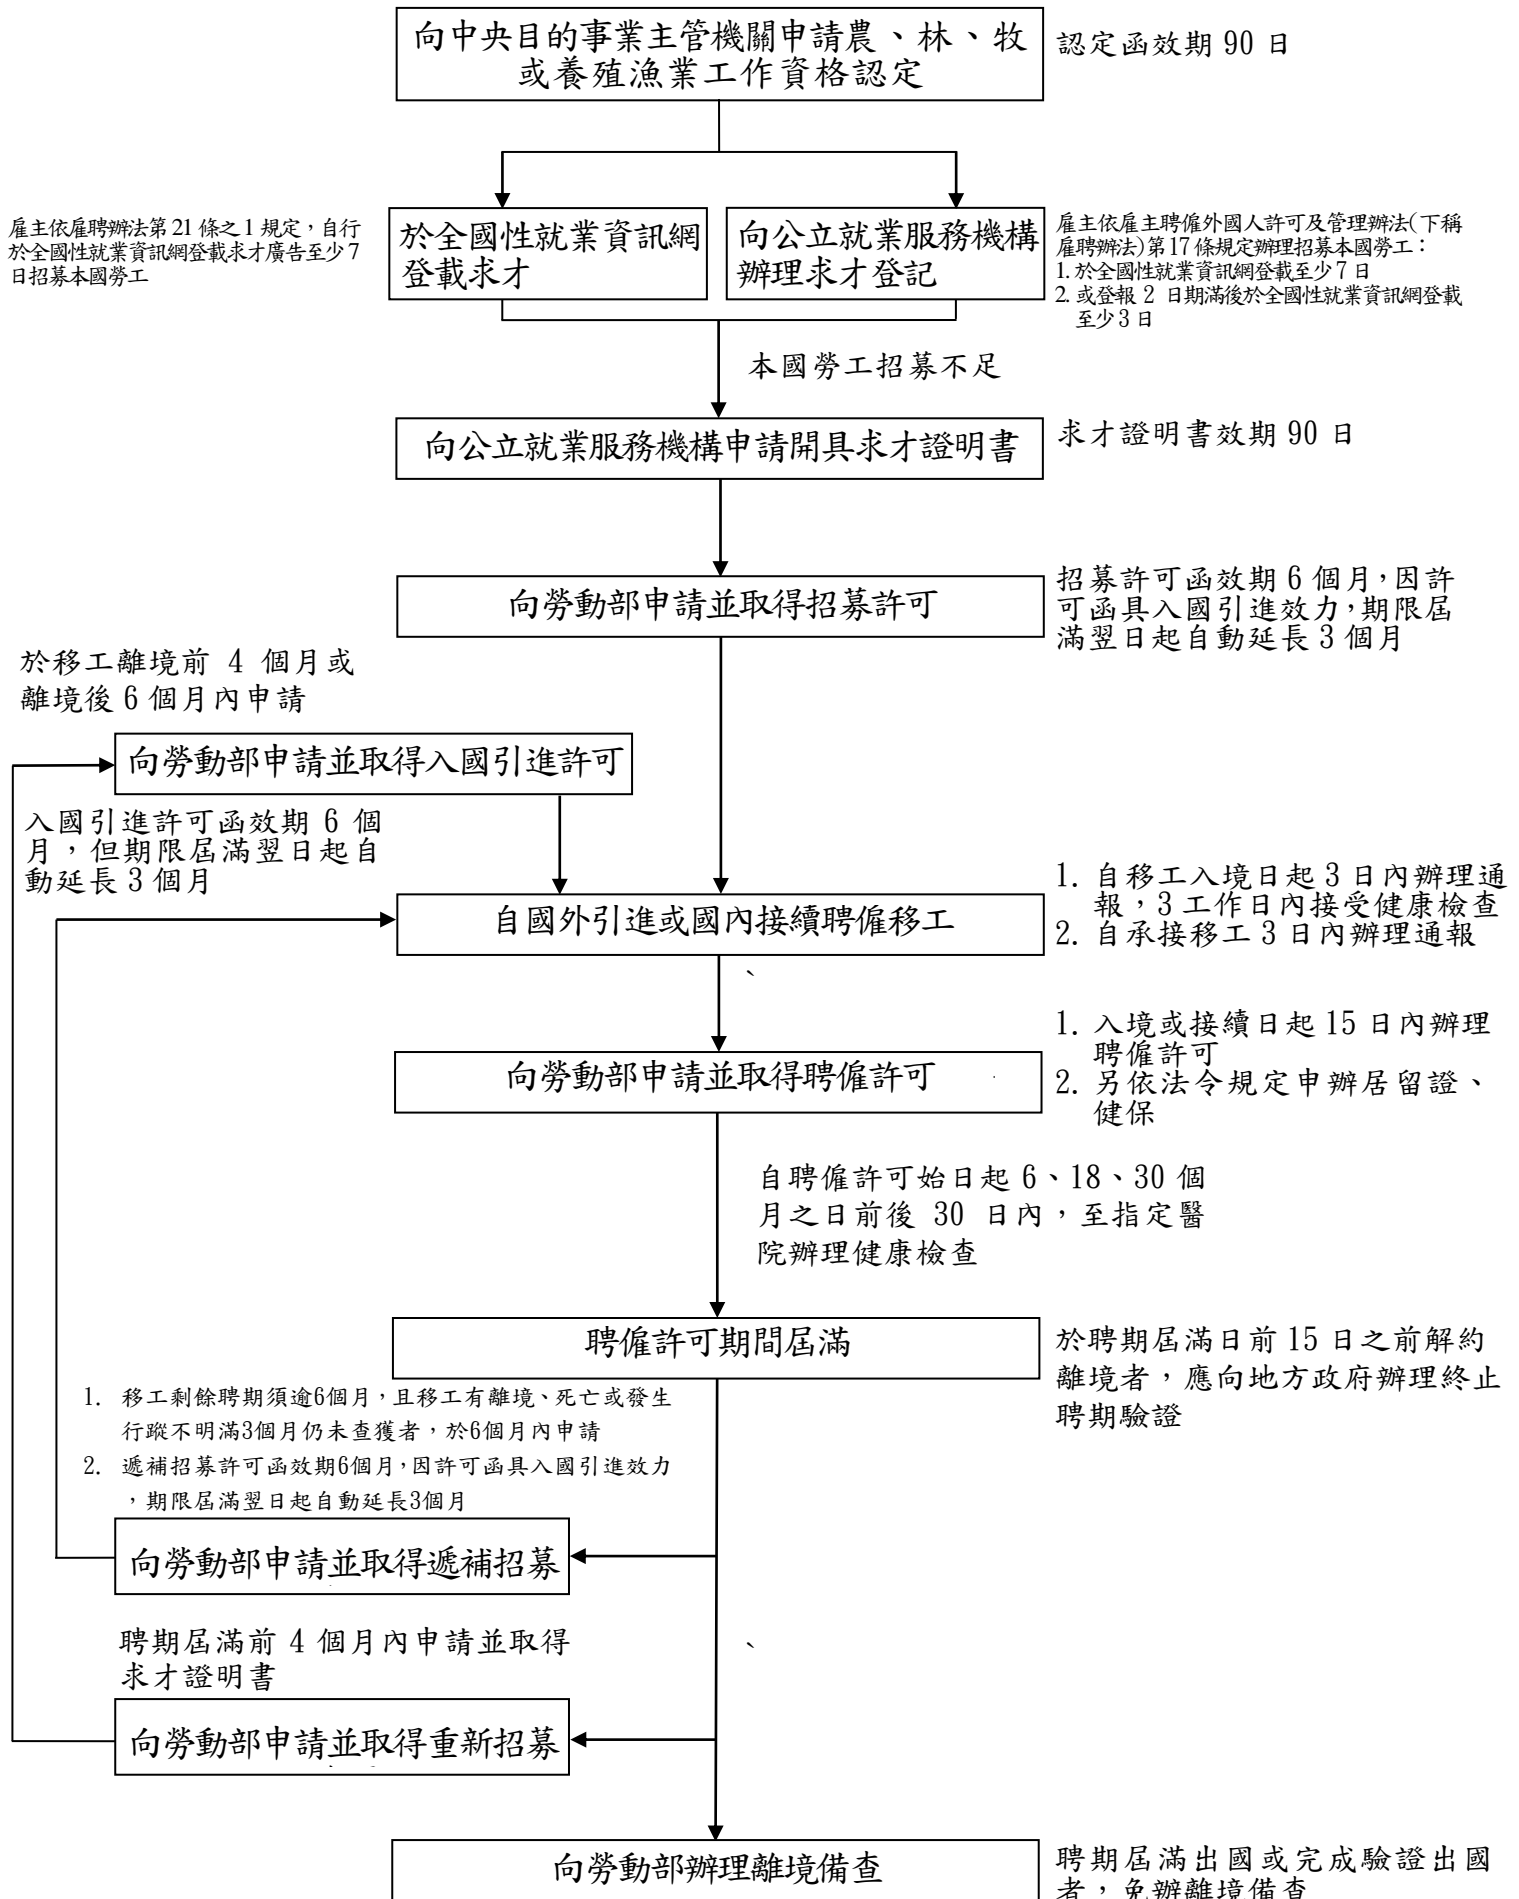 向中央目的事業主管機關申請農、林、牧
或養殖漁業工作資格認定
認定函效期 90 日
雇主依雇聘辦法第 21 條之 1 規定,自行
於全國性就業資訊網登載求才廣告至少 7
日招募本國勞工
於全國性就業資訊網
登載求才
向公立就業服務機構
辦理求才登記
雇主依雇主聘僱外國人許可及管理辦法(下稱
雇聘辦法)第 17 條規定辦理招募本國勞工:
1. 於全國性就業資訊網登載至少 7 日
2. 或登報 2 日期滿後於全國性就業資訊網登載
至少 3 日
本國勞工招募不足
向公立就業服務機構申請開具求才證明書
求才證明書效期 90 日
向勞動部申請並取得招募許可
招募許可函效期 6 個月,因許
可函具入國引進效力,期限屆
滿翌日起自動延長 3 個月
於移工離境前 4 個月或
離境後 6 個月內申請
向勞動部申請並取得入國引進許可
入國引進許可函效期 6 個
月,但期限屆滿翌日起自
動延長 3 個月
自國外引進或國內接續聘僱移工
1. 自移工入境日起 3 日內辦理通
報,3 工作日內接受健康檢查
2. 自承接移工 3 日內辦理通報
、
向勞動部申請並取得聘僱許可
1. 入境或接續日起 15 日內辦理
聘僱許可
2. 另依法令規定申辦居留證、
健保
自聘僱許可始日起 6、18、30 個
月之日前後 30 日內,至指定醫
院辦理健康檢查
聘僱許可期間屆滿
於聘期屆滿日前 15 日之前解約
離境者,應向地方政府辦理終止
聘期驗證
1. 移工剩餘聘期須逾6個月,且移工有離境、死亡或發生
行蹤不明滿3個月仍未查獲者,於6個月內申請
2. 遞補招募許可函效期6個月,因許可函具入國引進效力
,期限屆滿翌日起自動延長3個月
向勞動部申請並取得遞補招募
聘期屆滿前 4 個月內申請並取得
求才證明書
、
向勞動部申請並取得重新招募
向勞動部辦理離境備查
聘期屆滿出國或完成驗證出國
者,免辦離境備查